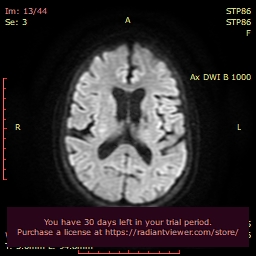 Im: 13/44
Se: 3
A
STP86
STP86
F
Ax DWI B 1000
R
L
You have 30 days left in your trial period.
Purchase a license at https://radiantviewer.com/store/